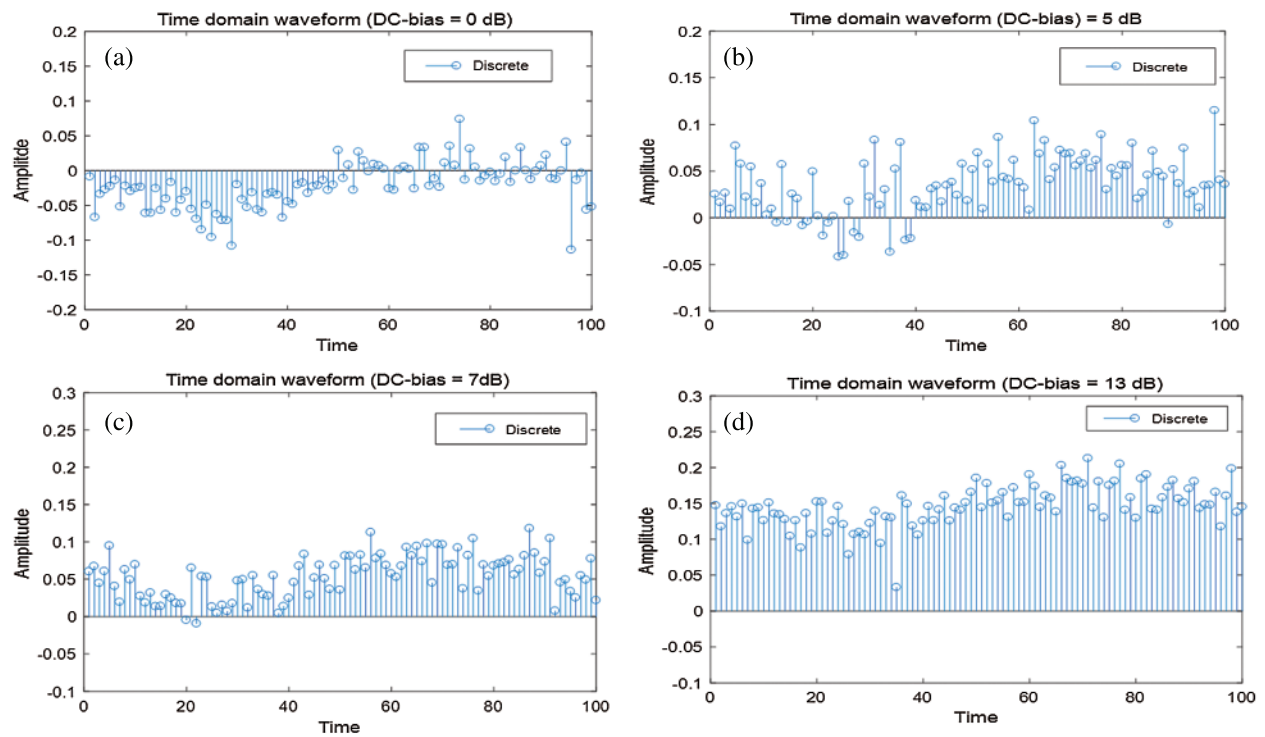 Time domain waveform (DC-bias = 0 dB)
(a)
Discrete
0.2
0.15
0.1
0.05
0
-0.05
-0.1
-0.15
-0.2
Amplitde
0 20 40 60 80 100
Time
Time domain waveform (DC-bias) = 5 dB
(b)
Discrete
0.2
0.15
0.1
0.05
0
-0.05
-0.1
Amplitude
0 20 40 60 80 100
Time
Time domain waveform (DC-bias = 7dB)
(c)
Discrete
0.3
0.25
0.2
0.15
0.1
0.05
0
-0.05
-0.1
Amplitude
0 20 40 60 80 100
Time
Time domain waveform (DC-bias = 13 dB)
(d)
Discrete
0.3
0.25
0.2
0.15
0.1
0.05
0
-0.05
-0.1
Amplitude
0 20 40 60 80 100
Time